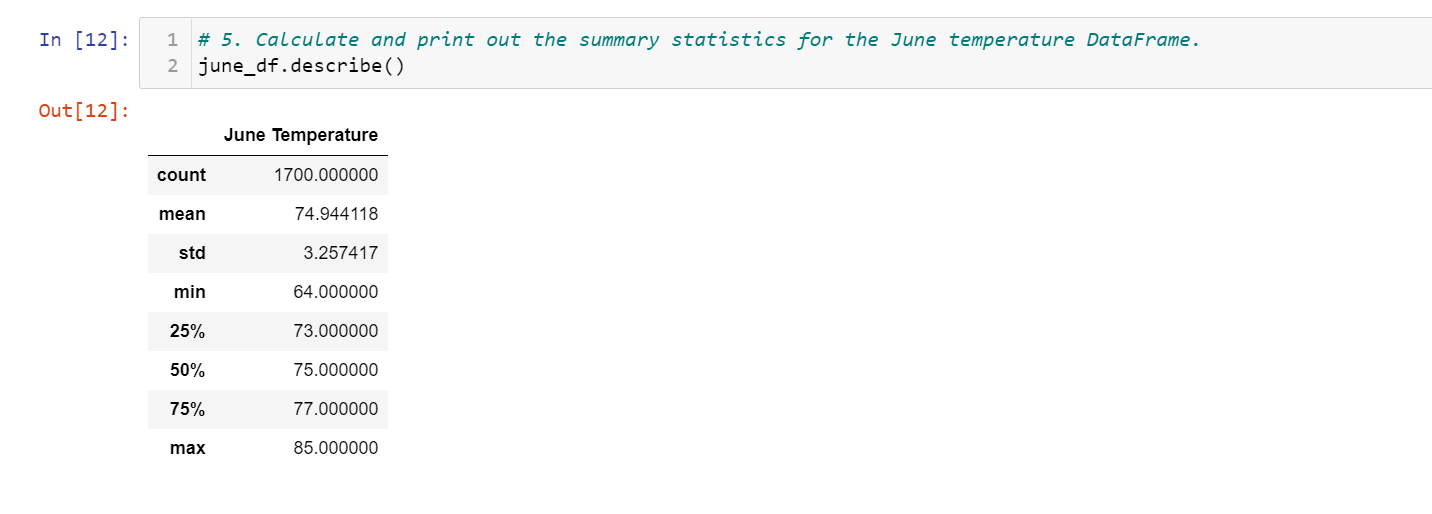 In [12]:
1 # 5. Calculate and print out the summary statistics for the June temperature DataFrame.
2 june_df.describe()
Out[12]:
June Temperature
count 1700.000000
mean 74.944118
std 3.257417
min 64.000000
25% 73.000000
50% 75.000000
75% 77.000000
max 85.000000